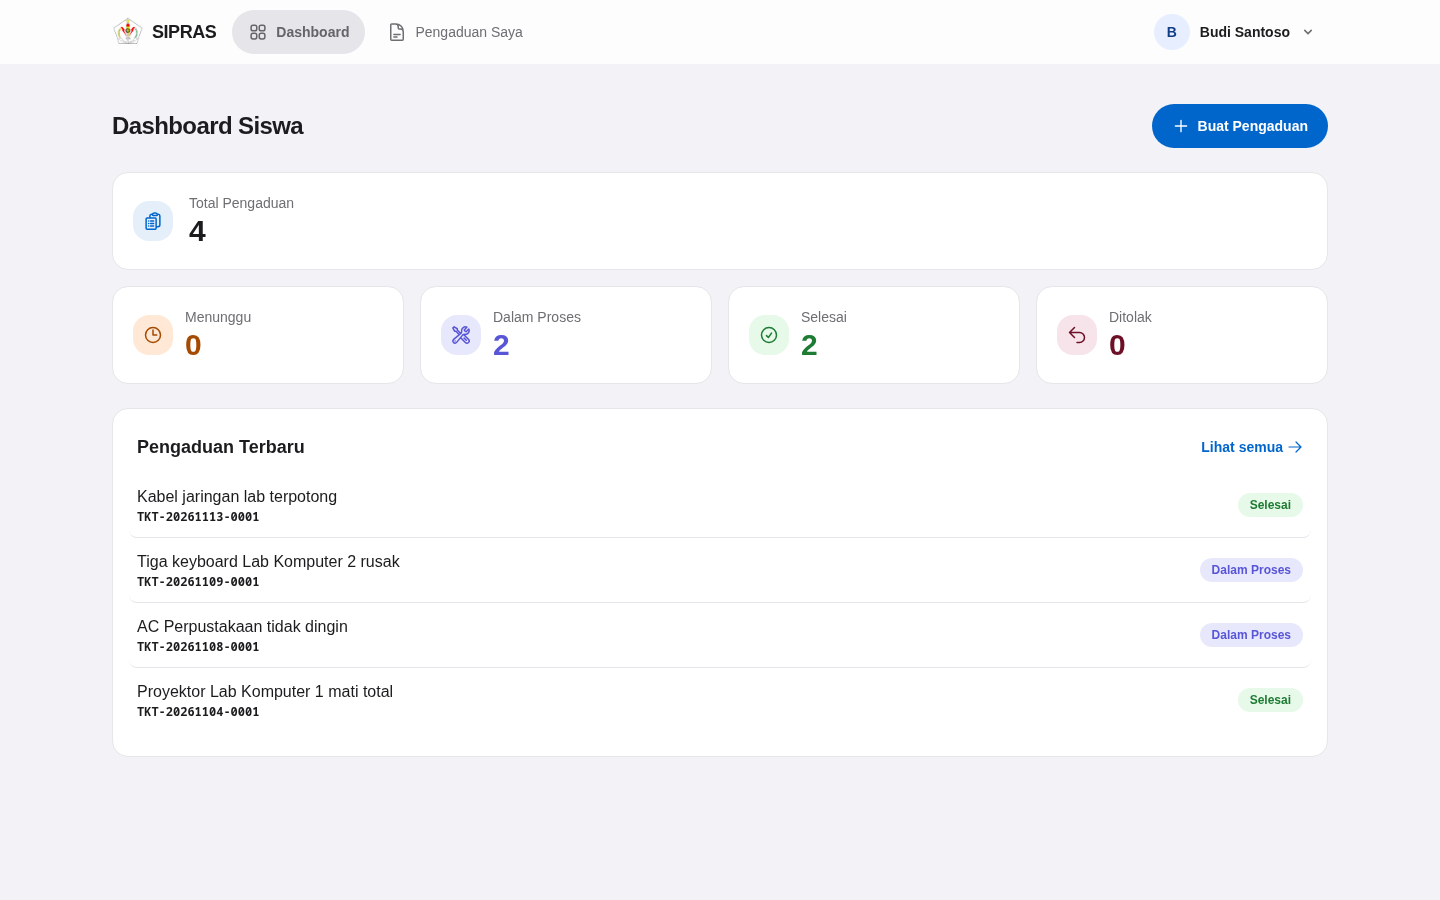 SIPRAS
Dashboard
Pengaduan Saya
B
Budi Santoso
Dashboard Siswa
Buat Pengaduan
Total Pengaduan
4
Menunggu
0
Dalam Proses
2
Selesai
2
Ditolak
0
Pengaduan Terbaru
Lihat semua
Kabel jaringan lab terpotong
TKT-20261113-0001
Selesai
Tiga keyboard Lab Komputer 2 rusak
TKT-20261109-0001
Dalam Proses
AC Perpustakaan tidak dingin
TKT-20261108-0001
Dalam Proses
Proyektor Lab Komputer 1 mati total
TKT-20261104-0001
Selesai